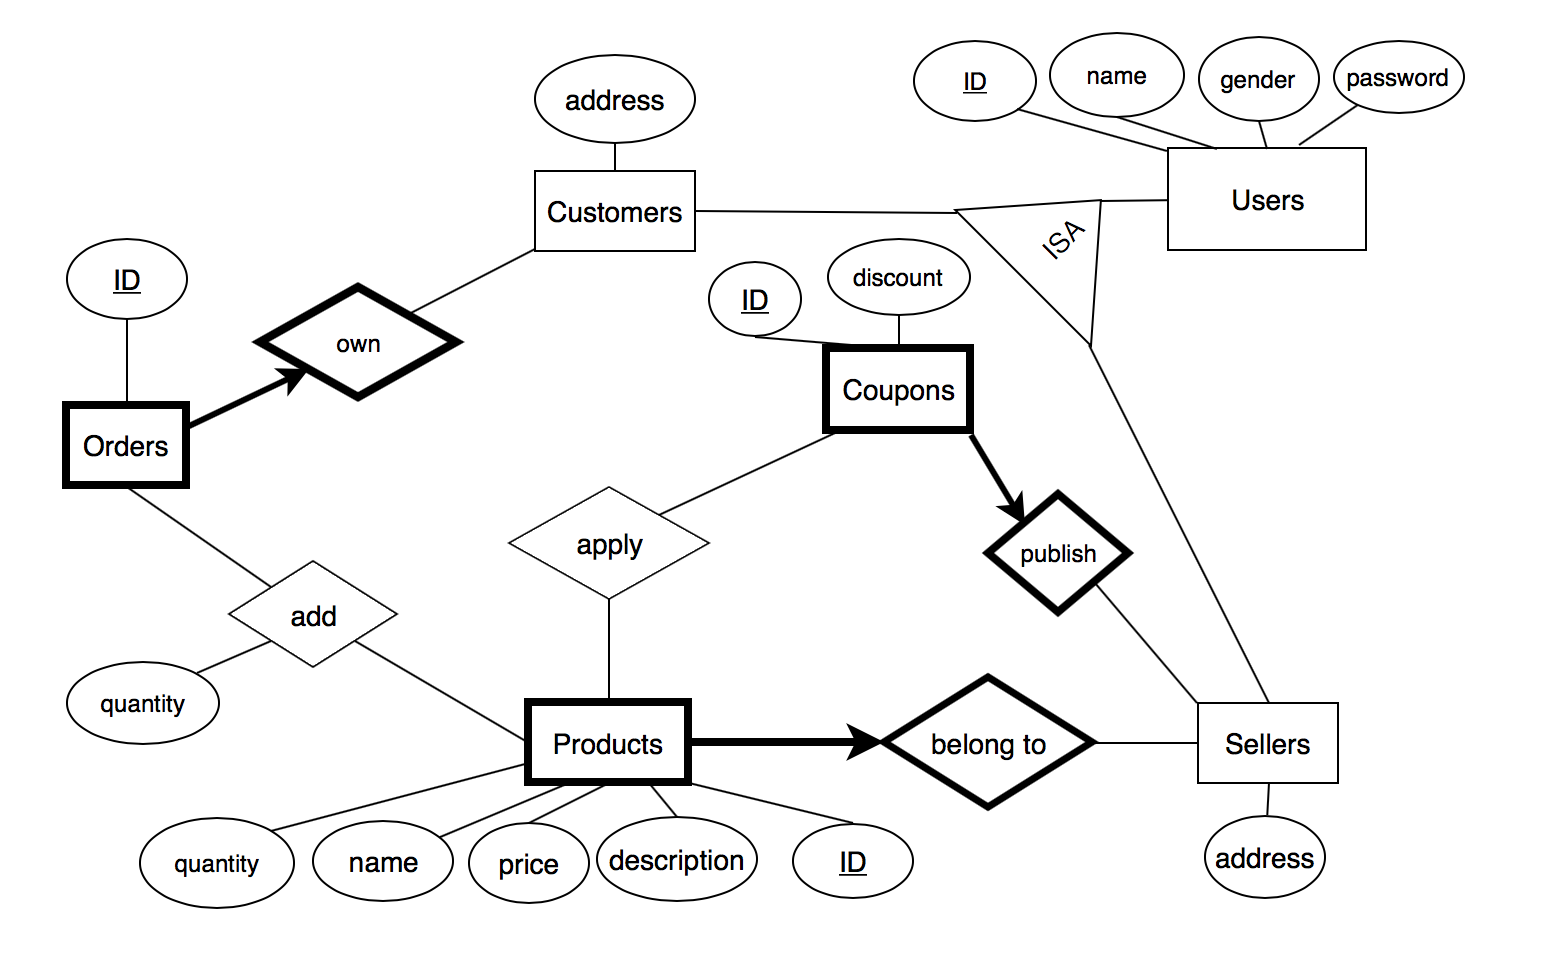 ID
name
gender
password
address
Users
Customers
ISA
ID
ID
discount
own
Coupons
Orders
apply
publish
add
quantity
Products
belong to
Sellers
quantity
name
price
description
ID
address